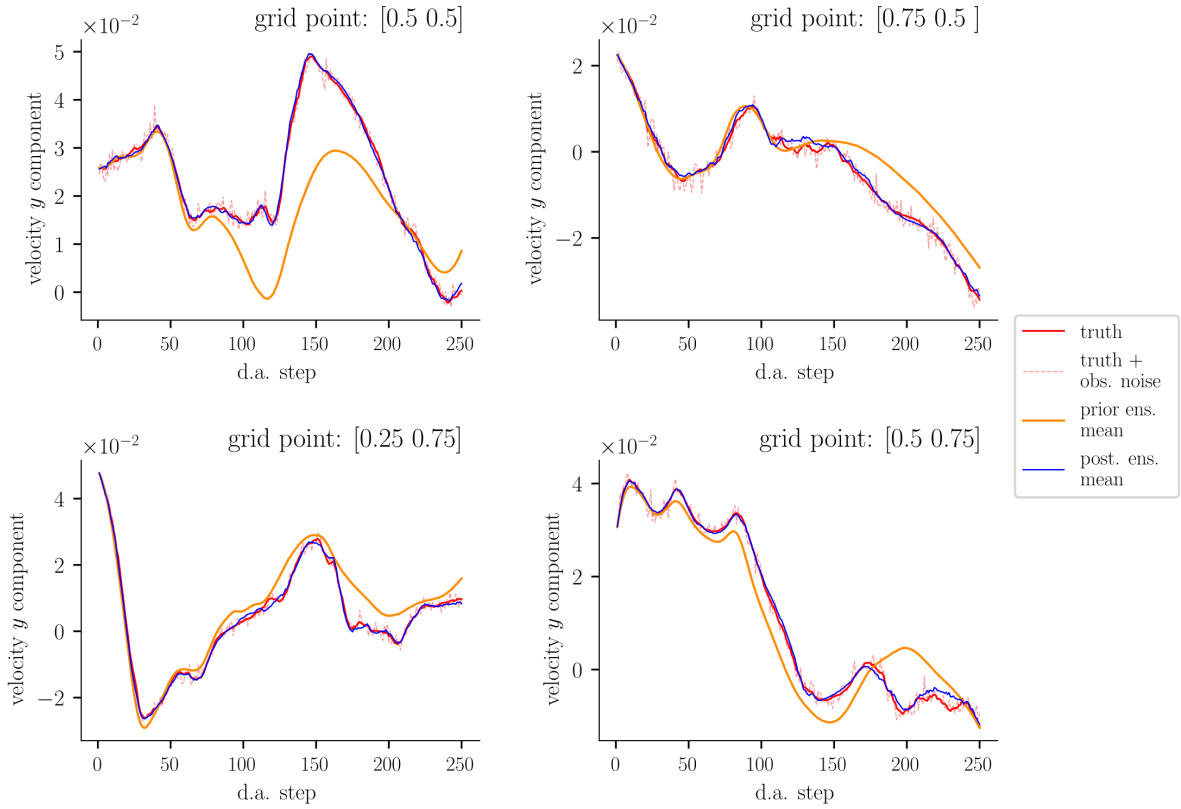 ×10⁻²
grid point: [0.5 0.5]
velocity y component
5
4
3
2
1
0
0
50
100
150
200
250
d.a. step
×10⁻²
grid point: [0.75 0.5 ]
velocity y component
2
0
−2
0
50
100
150
200
250
d.a. step
truth
truth +
obs. noise
prior ens.
mean
post. ens.
mean
×10⁻²
grid point: [0.25 0.75]
velocity y component
4
2
0
−2
0
50
100
150
200
250
d.a. step
×10⁻²
grid point: [0.5 0.75]
velocity y component
4
2
0
0
50
100
150
200
250
d.a. step